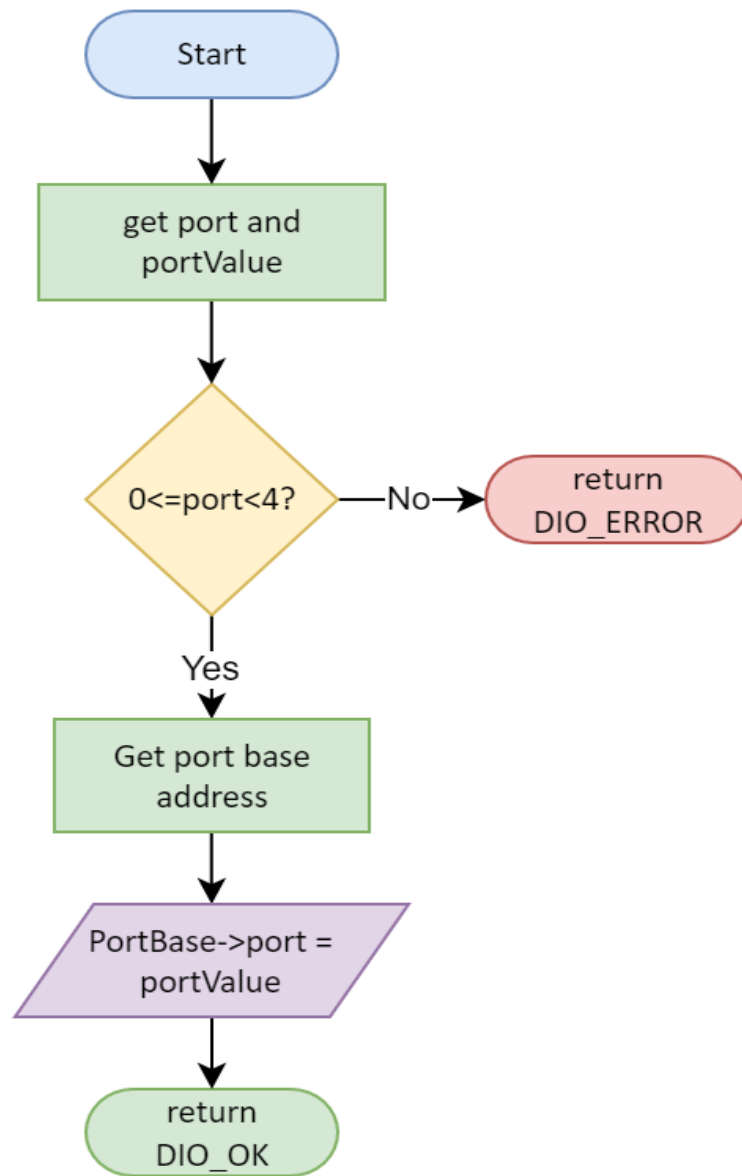 Start
get port and
portValue
0<=port<4?
No
return
DIO_ERROR
Yes
Get port base
address
PortBase->port =
portValue
return
DIO_OK